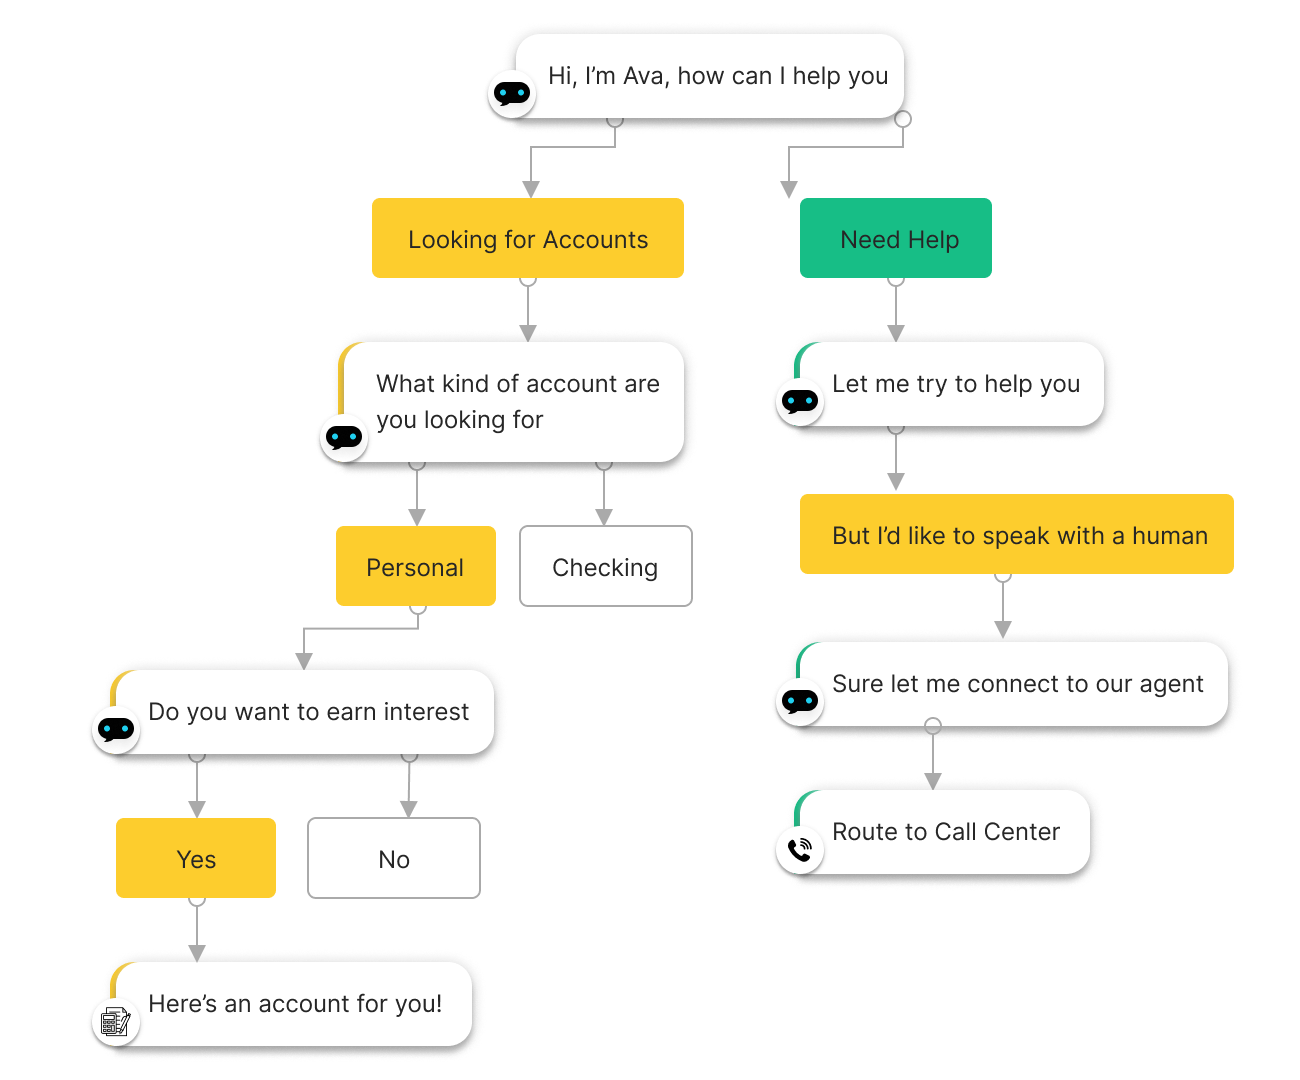 Hi, I’m Ava, how can I help you
Looking for Accounts
Need Help
What kind of account are
you looking for
Let me try to help you
Personal
Checking
But I’d like to speak with a human
Do you want to earn interest
Sure let me connect to our agent
Yes
No
Route to Call Center
Here’s an account for you!